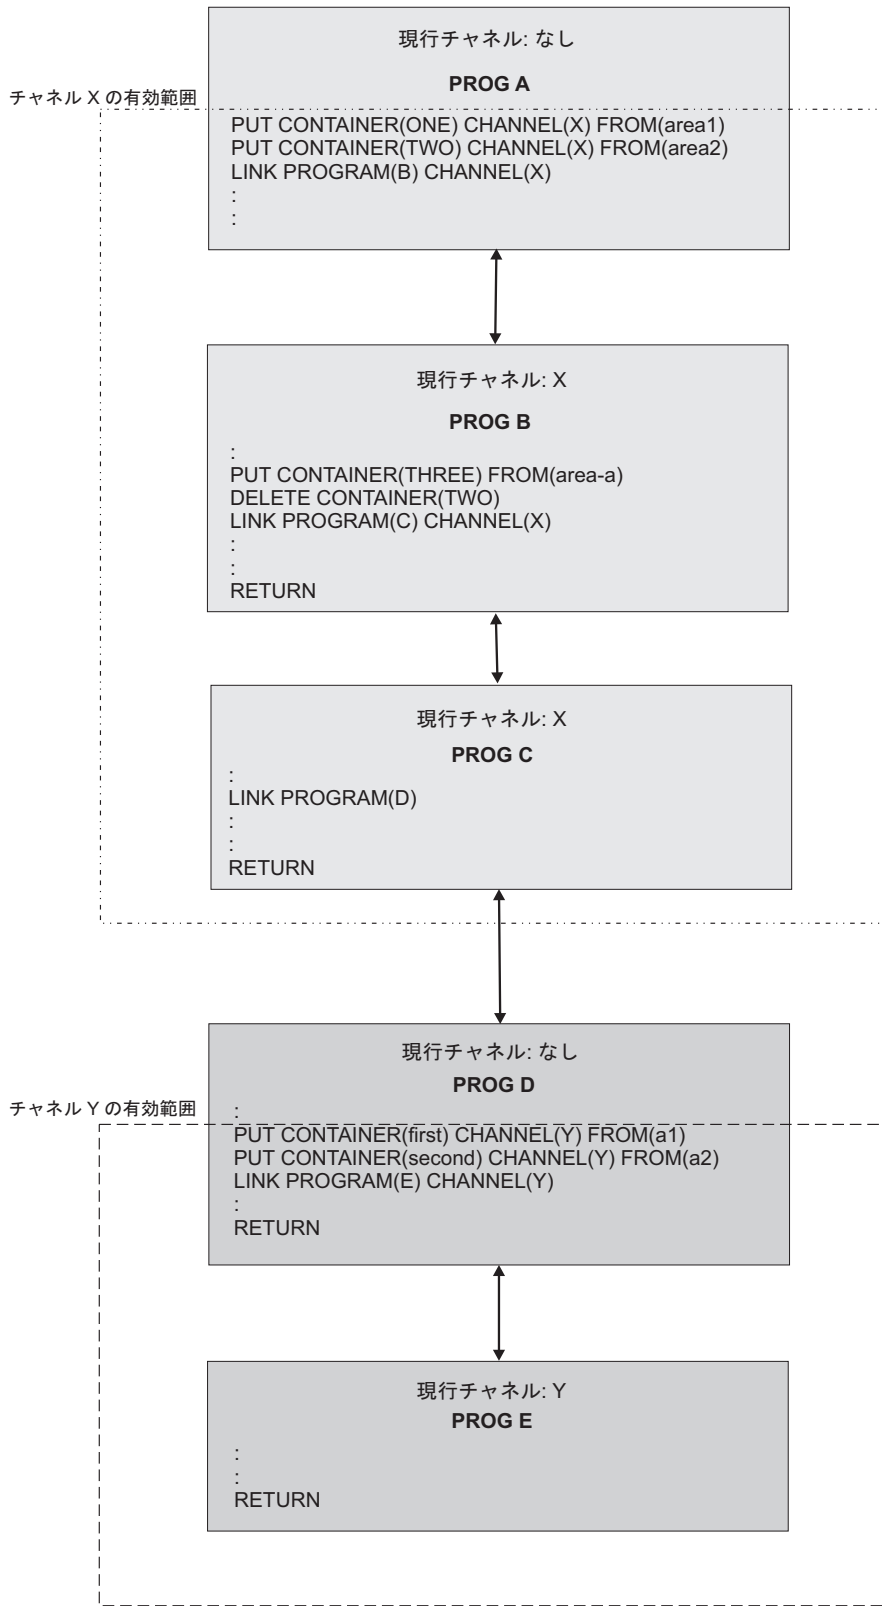 現行チャネル: なし
PROG A
チャネル X の有効範囲
PUT CONTAINER(ONE) CHANNEL(X) FROM(area1)
PUT CONTAINER(TWO) CHANNEL(X) FROM(area2)
LINK PROGRAM(B) CHANNEL(X)
:
:
現行チャネル: X
PROG B
:
PUT CONTAINER(THREE) FROM(area-a)
DELETE CONTAINER(TWO)
LINK PROGRAM(C) CHANNEL(X)
:
:
RETURN
現行チャネル: X
PROG C
:
LINK PROGRAM(D)
:
:
RETURN
現行チャネル: なし
PROG D
チャネル Y の有効範囲
:
PUT CONTAINER(first) CHANNEL(Y) FROM(a1)
PUT CONTAINER(second) CHANNEL(Y) FROM(a2)
LINK PROGRAM(E) CHANNEL(Y)
:
RETURN
現行チャネル: Y
PROG E
:
:
RETURN